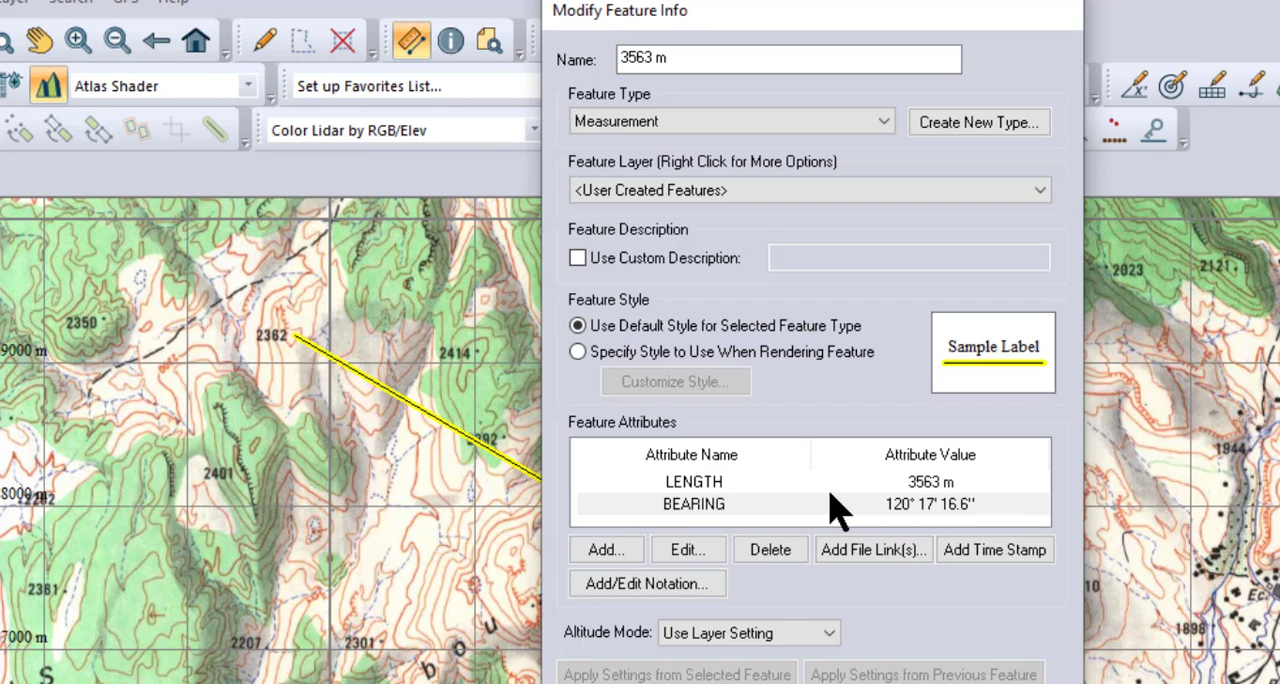 Search
Help
Modify Feature Info
Name:
3563 m
Feature Type
Measurement
Create New Type...
Atlas Shader
Set up Favorites List...
Color Lidar by RGB/Elev
Feature Layer (Right Click for More Options)
<User Created Features>
Feature Description
Use Custom Description:
Feature Style
Use Default Style for Selected Feature Type
Specify Style to Use When Rendering Feature
Sample Label
Customize Style...
Feature Attributes
Attribute Name Attribute Value
LENGTH 3563 m
BEARING 120° 17' 16.6"
Add... Edit... Delete Add File Link(s)... Add Time Stamp
Add/Edit Notation...
Altitude Mode: Use Layer Setting
Apply Settings from Selected Feature Apply Settings from Previous Feature
2350
2362
9000 m
2414
2401
8000 m
2361
7000 m
2207
2301
S
b o u
2023
2121
1944
10
Ec.
1898